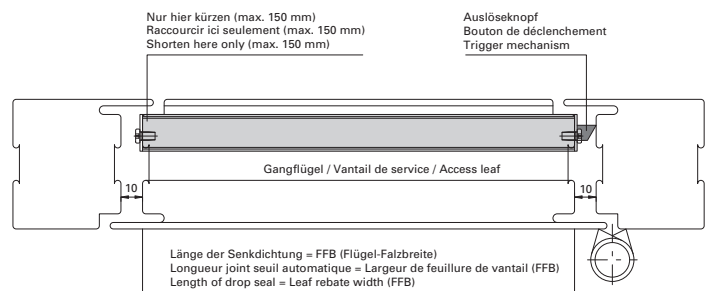 Nur hier kürzen (max. 150 mm)
Raccourcir ici seulement (max. 150 mm)
Shorten here only (max. 150 mm)
Auslöseknopf
Bouton de déclenchement
Trigger mechanism
Gangflügel / Vantail de service / Access leaf
10
10
Länge der Senkdichtung = FFB (Flügel-Falzbreite)
Longueur joint seuil automatique = Largeur de feuillure de vantail (FFB)
Length of drop seal = Leaf rebate width (FFB)